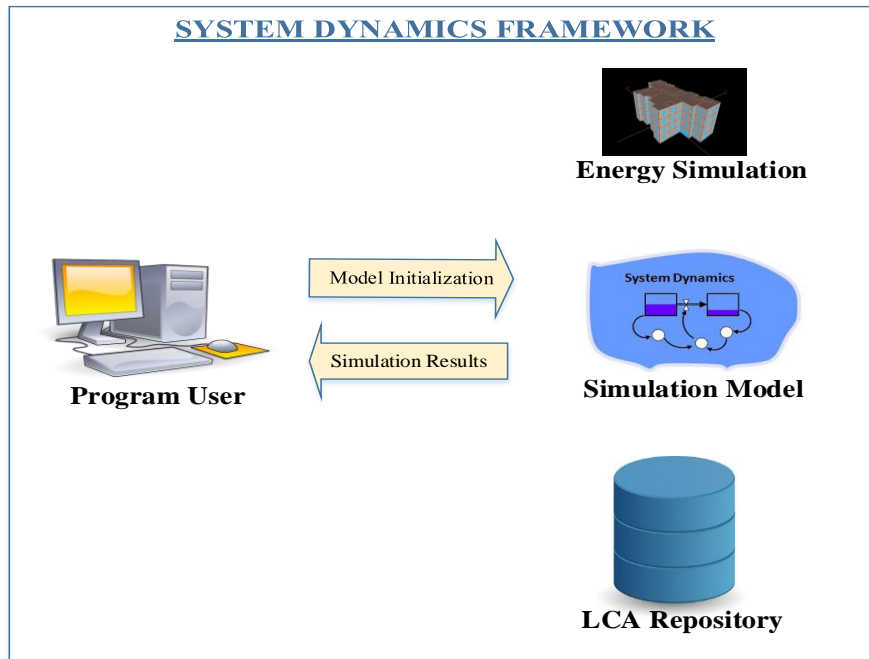 SYSTEM DYNAMICS FRAMEWORK
Energy Simulation
Model Initialization
System Dynamics
Simulation Results
Program User
Simulation Model
LCA Repository